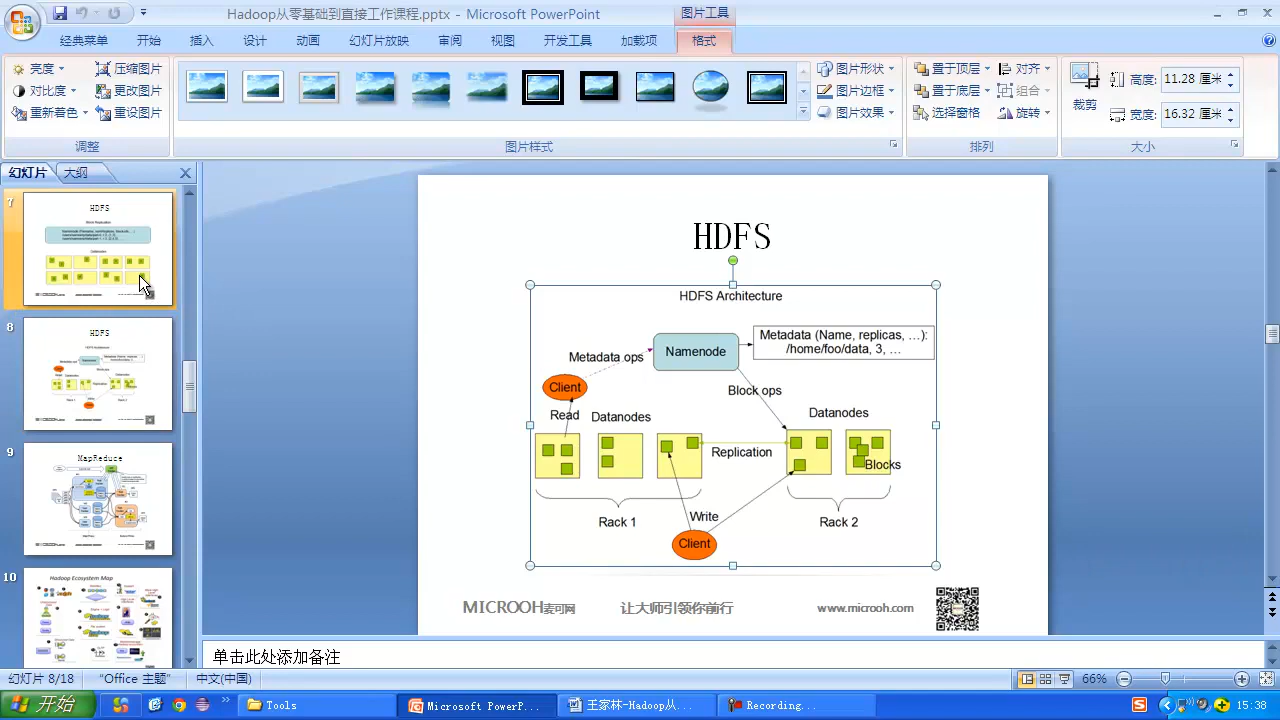 Hadoop从零基础到直接工作课程.pptx - Microsoft PowerPoint
图片工具
经典菜单 开始 插入 设计 动画 幻灯片放映 审阅 视图 开发工具 加载项 格式
亮度 压缩图片
对比度 更改图片
重新着色 重设图片
调整
图片样式
图片形状
图片边框
图片效果
置于顶层 对齐
置于底层 组合
选择窗格 旋转
排列
裁剪
高度: 11.28 厘米
宽度: 16.32 厘米
大小
幻灯片 大纲
7
HDFS
8
HDFS
9
MapReduce
10
Hadoop Ecosystem Map
HDFS
HDFS Architecture
Namenode
Metadata (Name, replicas, ...):
/home/foo/data, 3, ...
Metadata ops
Client
Block ops
Read
Datanodes
Datanodes
Replication
Blocks
Rack 1
Write
Rack 2
Client
MICROOH麦可网 让大师引领你前行 www.microoh.com
单击此处添加备注
幻灯片 8/18 "Office 主题" 中文(中国) 66%
开始 Tools Microsoft PowerP... 王家林-Hadoop从... Recording... 15:38